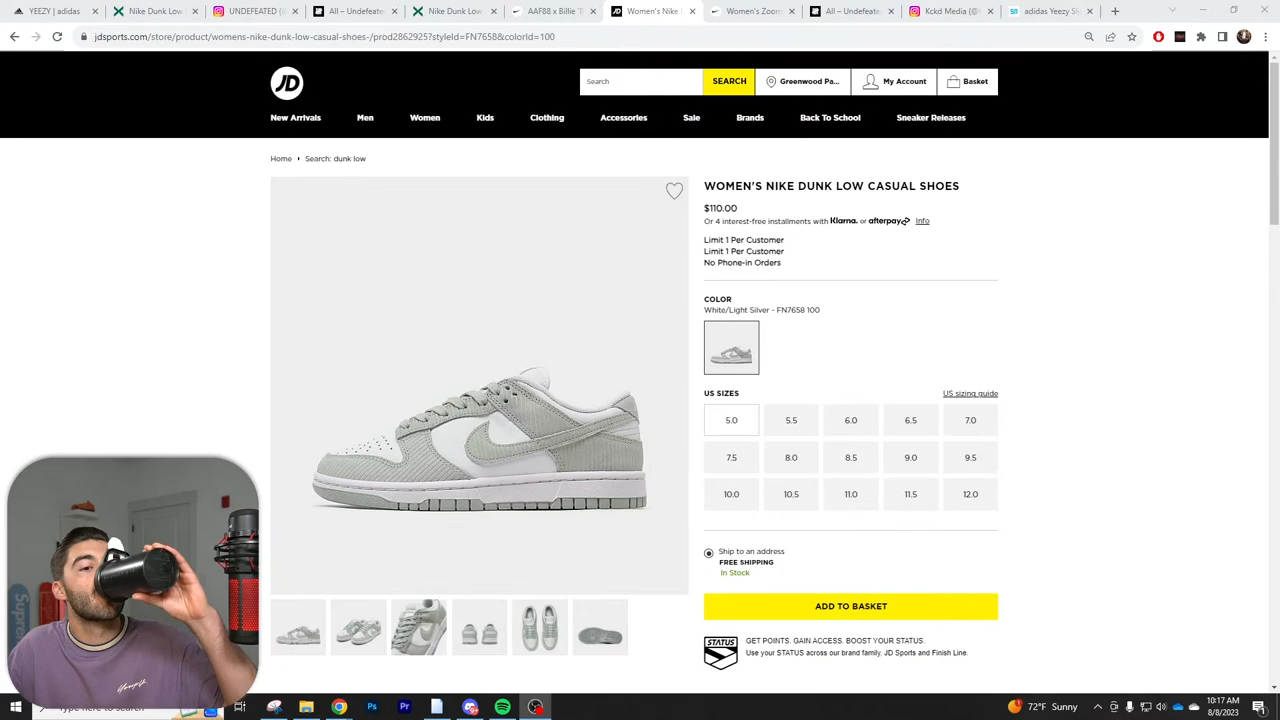 YEEZY | adidas
All – Undefeate
Nike Dunk Low
Instagram
Nike Dunk Low
AAF88 x Billie T
Women's Nike
Nike Zoom
All – Undefeate
Kickd Media (@
adidas Yeezy Sl
jdsports.com/store/product/womens-nike-dunk-low-casual-shoes/prod2862925?styleId=FN7658&colorId=100
JD
Search
SEARCH
Greenwood Pa...
My Account
Basket
New Arrivals
Men
Women
Kids
Clothing
Accessories
Sale
Brands
Back To School
Sneaker Releases
Home
Search: dunk low
WOMEN'S NIKE DUNK LOW CASUAL SHOES
$110.00
Or 4 interest-free installments with Klarna. or afterpay Info
Limit 1 Per Customer
Limit 1 Per Customer
No Phone-in Orders
COLOR
White/Light Silver - FN7658 100
US SIZES
US sizing guide
5.0 5.5 6.0 6.5 7.0
7.5 8.0 8.5 9.0 9.5
10.0 10.5 11.0 11.5 12.0
Ship to an address
FREE SHIPPING
In Stock
ADD TO BASKET
STATUS
GET POINTS. GAIN ACCESS. BOOST YOUR STATUS.
Use your STATUS across our brand family, JD Sports and Finish Line.
here to search
Ps
Pr
1
72°F Sunny
10:17 AM
8/8/2023